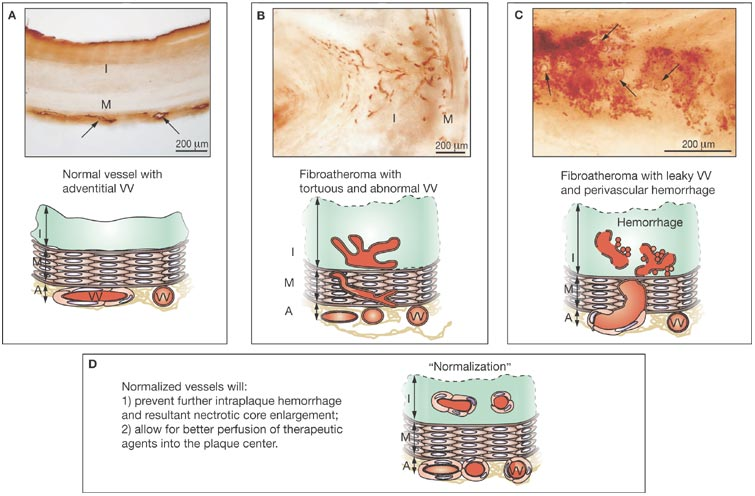 A
I
M
200 µm
Normal vessel with
adventitial VV
I
M
A
VV
VV
B
I
M
200 µm
Fibroatheroma with
tortuous and abnormal VV
I
M
A
VV
C
200 µm
Fibroatheroma with leaky VV
and perivascular hemorrhage
Hemorrhage
I
M
A
VV
D
Normalized vessels will:
1) prevent further intraplaque hemorrhage
and resultant nectrotic core enlargement;
2) allow for better perfusion of therapeutic
agents into the plaque center.
"Normalization"
I
M
A
VV